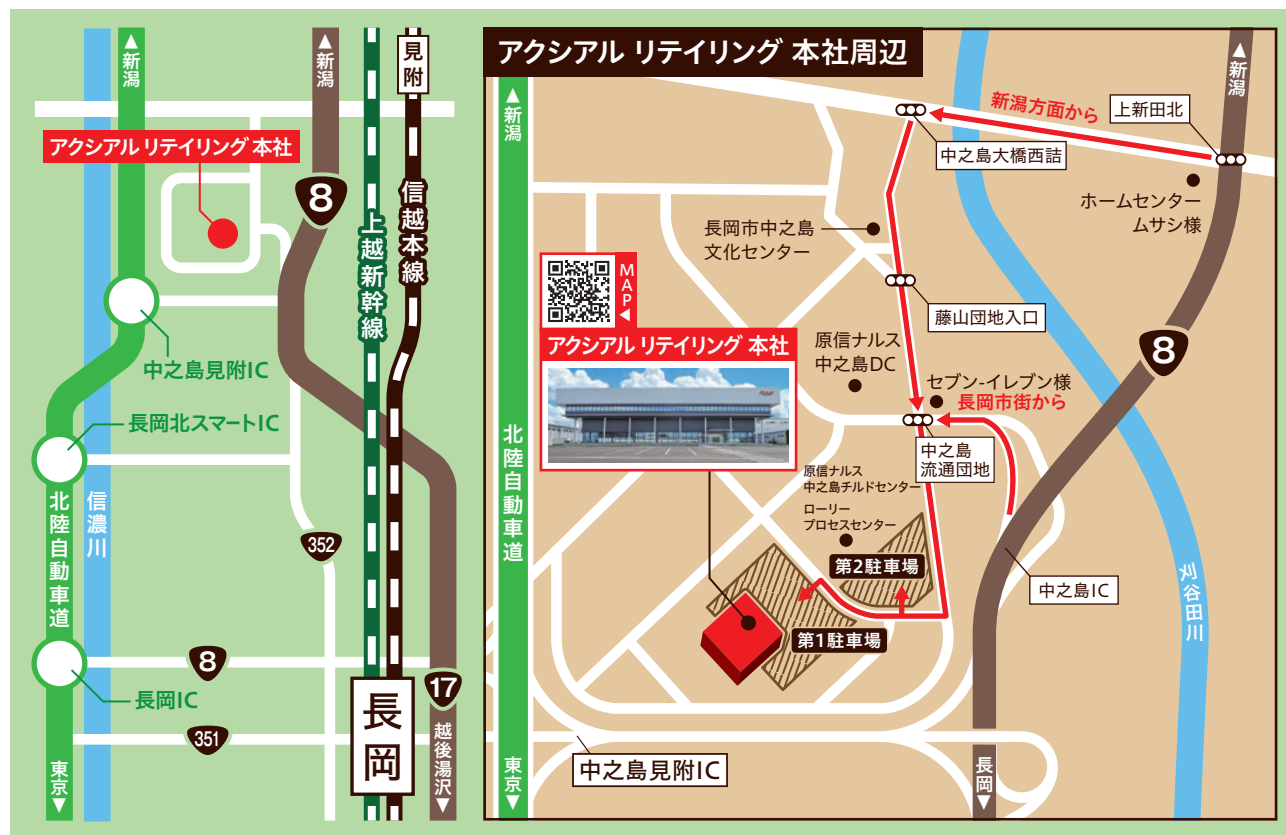 ▲新潟
▲新潟
見附
アクシアル リテイリング 本社
8
上越新幹線
信越本線
中之島見附IC
長岡北スマートIC
北陸自動車道
信濃川
352
8
長岡IC
17
351
長岡
東京▼
越後湯沢▼
アクシアル リテイリング 本社周辺
▲新潟
▲新潟
新潟方面から
上新田北
中之島大橋西詰
ホームセンター
ムサシ様
長岡市中之島
文化センター
MAP▼
藤山団地入口
アクシアル リテイリング 本社
原信ナルス
中之島DC
8
セブン-イレブン様
長岡市街から
北陸自動車道
中之島
流通団地
原信ナルス
中之島チルドセンター
ローリー
プロセスセンター
第2駐車場
中之島IC
刈谷田川
第1駐車場
中之島見附IC
東京▼
長岡▼